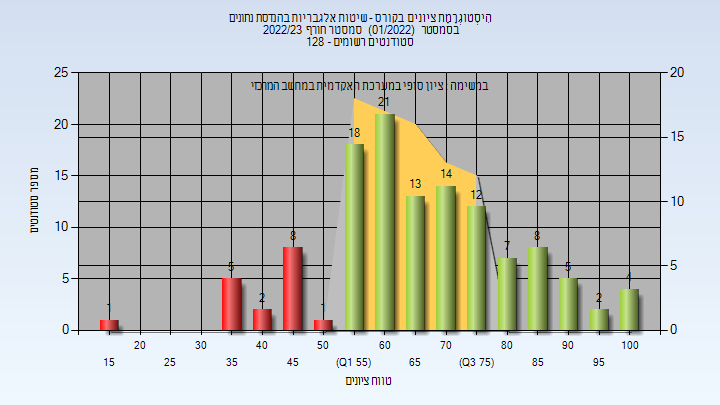 היסטוגרמת ציונים בקורס - שיטות אלגבריות בהנדסת נתונים
בסמסטר (01/2022) סמסטר חורף 2022/23
סטודנטים רשומים - 128
במשימה ציון סופי במערכת האקדמית במחשב המרכזי
מספר סטודנטים
25 20 15 10 5 0
20 15 10 5 0
1 5 2 8 1 18 21 13 14 12 7 8 5 2 4
20 30 40 50 60 70 80 90 100
15 25 35 45 (Q1 55) 65 (Q3 75) 85 95
טווח ציונים